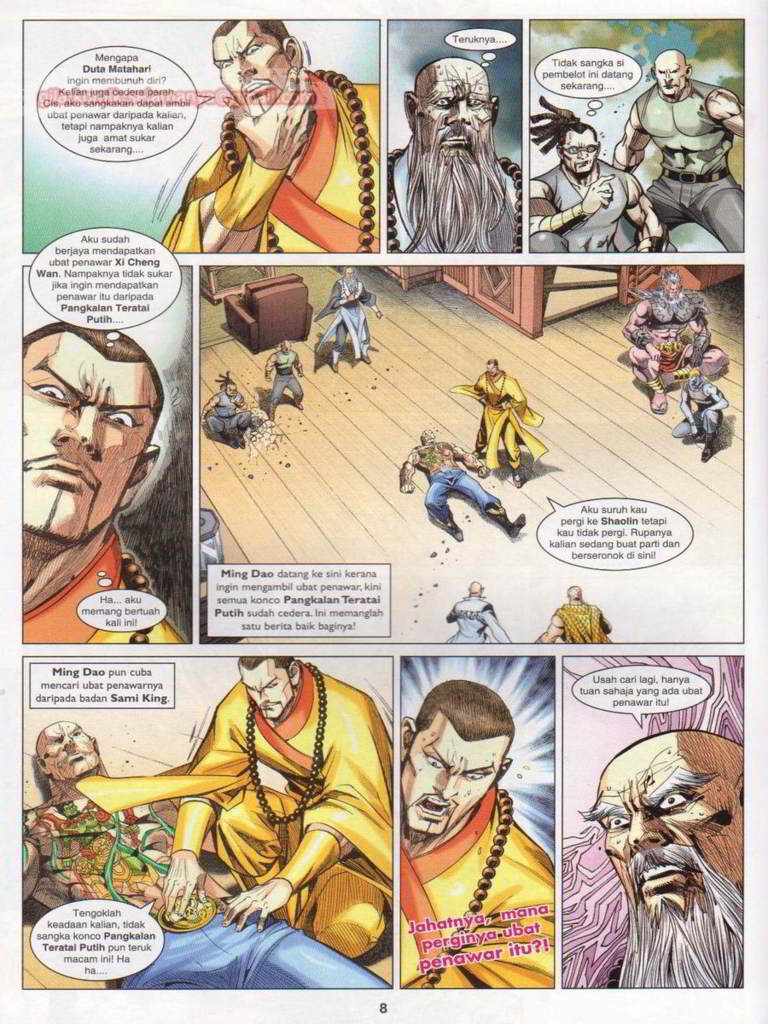 Mengapa
Duta Matahari
ingin membunuh diri?
Kalian juga cedera parah.
Cis, aku sangkakan dapat ambil
ubat penawar daripada kalian,
tetapi nampaknya kalian
juga amat sukar
sekarang....
Teruknya....
Tidak sangka si
pembelot ini datang
sekarang....
Aku sudah
berjaya mendapatkan
ubat penawar Xi Cheng
Wan. Nampaknya tidak sukar
jika ingin mendapatkan
penawar itu daripada
Pangkalan Teratai
Putih....
Ha... aku
memang bertuah
kali ini!
Aku suruh kau
pergi ke Shaolin tetapi
kau tidak pergi. Rupanya
kalian sedang buat parti dan
berseronok di sini!
Ming Dao datang ke sini kerana
ingin mengambil ubat penawar, kini
semua konco Pangkalan Teratai
Putih sudah cedera. Ini memanglah
satu berita baik baginya!
Ming Dao pun cuba
mencari ubat penawarnya
daripada badan Sami King.
Tengoklah
keadaan kalian, tidak
sangka konco Pangkalan
Teratai Putih pun teruk
macam ini! Ha
ha....
Jahatnya, mana
perginya ubat
penawar itu?!
Usah cari lagi, hanya
tuan sahaja yang ada ubat
penawar itu!
8